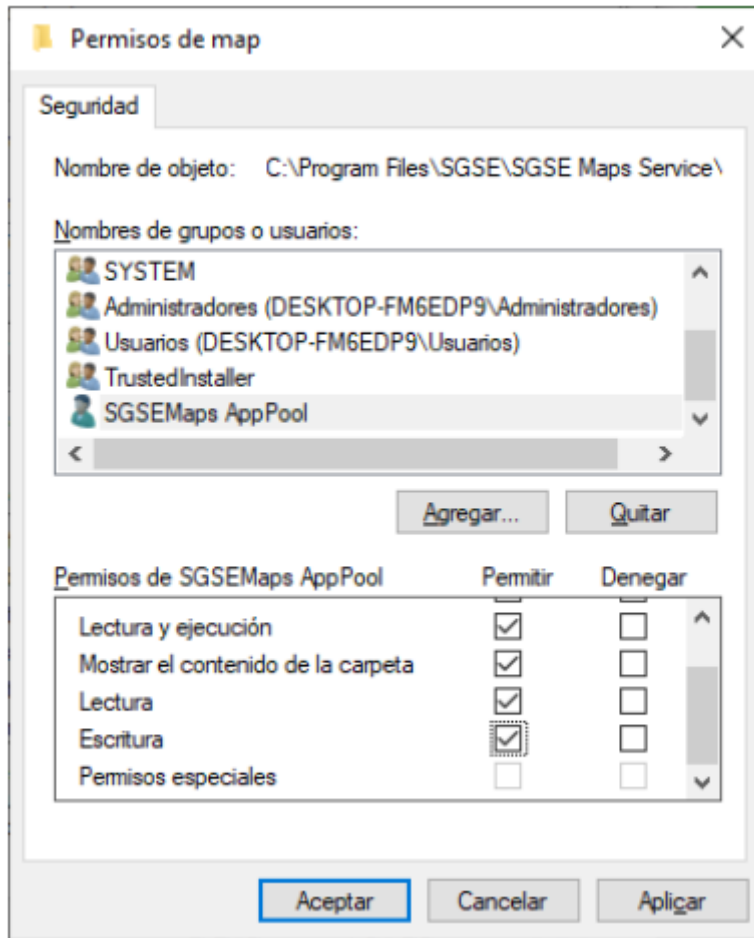 Permisos de map
Seguridad
Nombre de objeto: C:\Program Files\SGSE\SGSE Maps Service\
Nombres de grupos o usuarios:
SYSTEM
Administradores (DESKTOP-FM6EDP9\Administradores)
Usuarios (DESKTOP-FM6EDP9\Usuarios)
TrustedInstaller
SGSEMaps AppPool
Agregar... Quitar
Permisos de SGSEMaps AppPool Permitir Denegar
Lectura y ejecución
Mostrar el contenido de la carpeta
Lectura
Escritura
Permisos especiales
Aceptar Cancelar Aplicar